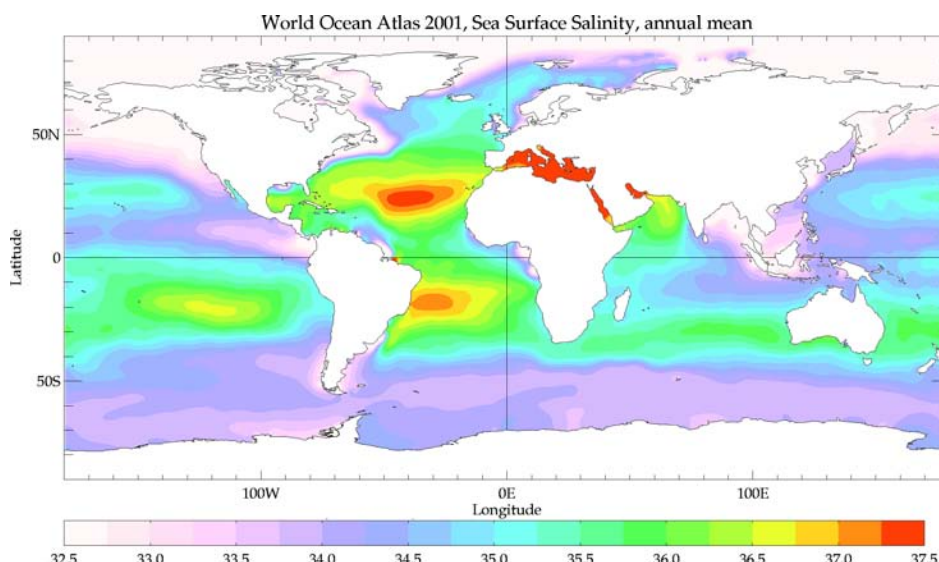 World Ocean Atlas 2001, Sea Surface Salinity, annual mean
Latitude
50N
0
50S
100W 0E 100E
Longitude
32.5 33.0 33.5 34.0 34.5 35.0 35.5 36.0 36.5 37.0 37.5